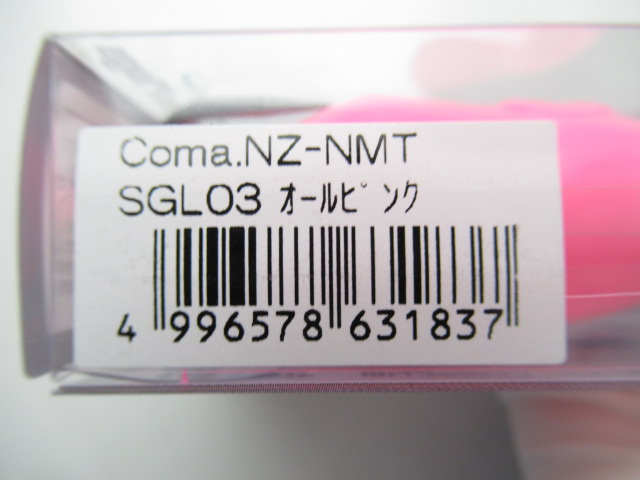 Coma.NZ-NMT
SGL03 ｵｰﾙﾋﾟﾝｸ
4 996578 631837